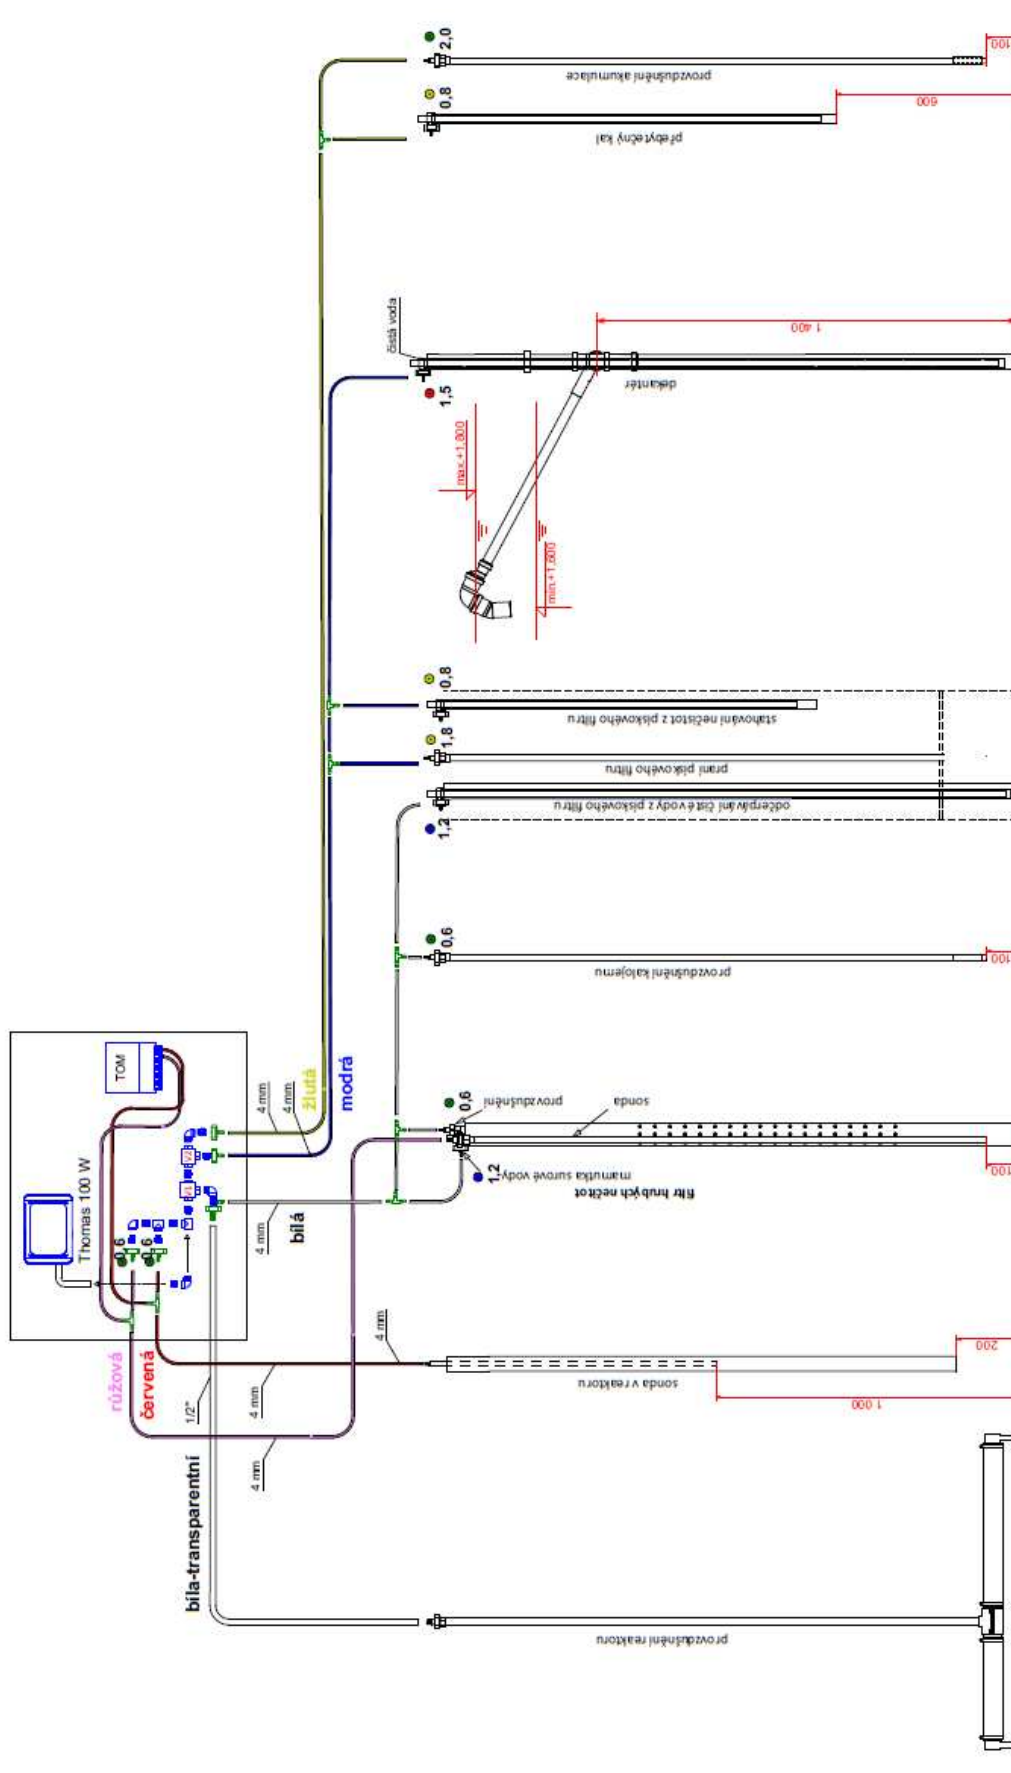 TOM
Thomas 100 W
V1
V2
0,6
0,6
růžová
červená
bíla-transparentní
1/2"
4 mm
4 mm
4 mm
4 mm
bílá
4 mm
4 mm
žlutá
modrá
provzdušnění reaktoru
sonda v reaktoru
1 000
200
filtr hrubých nečitot
mamutka surové vody
1,2
provzdušnění
0,6
sonda
100
provzdušnění kalojemu
0,6
100
odčerpávání čisté vody z pískového filtru
1,2
praní pískového filtru
1,8
stahování nečistot z pískového filtru
0,8
min.+1,600
max.+1,800
dekantér
1,5
čistá voda
1 400
přebytečný kal
0,8
600
provzdušnění akumulace
2,0
100